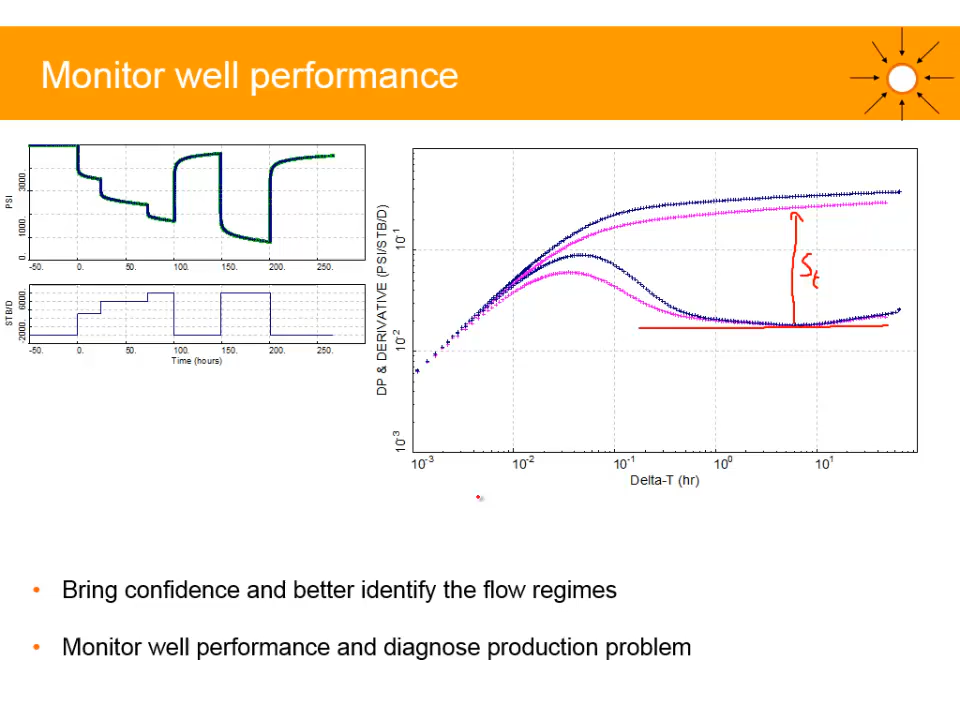 Monitor well performance
PSI
3000.
1000.
0.
-50. 0. 50. 100. 150. 200. 250.
STB/D
6000.
-2000.
-50. 0. 50. 100. 150. 200. 250.
Time (hours)
DP & DERIVATIVE (PSI/STB/D)
10-1
10-2
10-3
St
10-3 10-2 10-1 100 101
Delta-T (hr)
• Bring confidence and better identify the flow regimes
• Monitor well performance and diagnose production problem